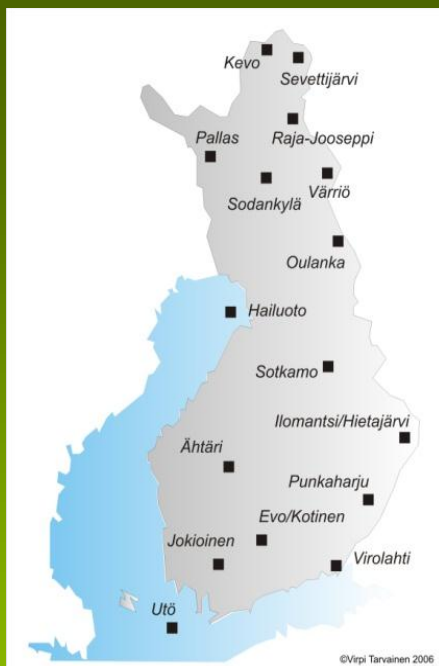 Kevo
Sevettijärvi
Raja-Jooseppi
Pallas
Värriö
Sodankylä
Oulanka
Hailuoto
Sotkamo
Ilomantsi/Hietajärvi
Ähtäri
Punkaharju
Evo/Kotinen
Jokioinen
Virolahti
Utö
©Virpi Tarvainen 2006